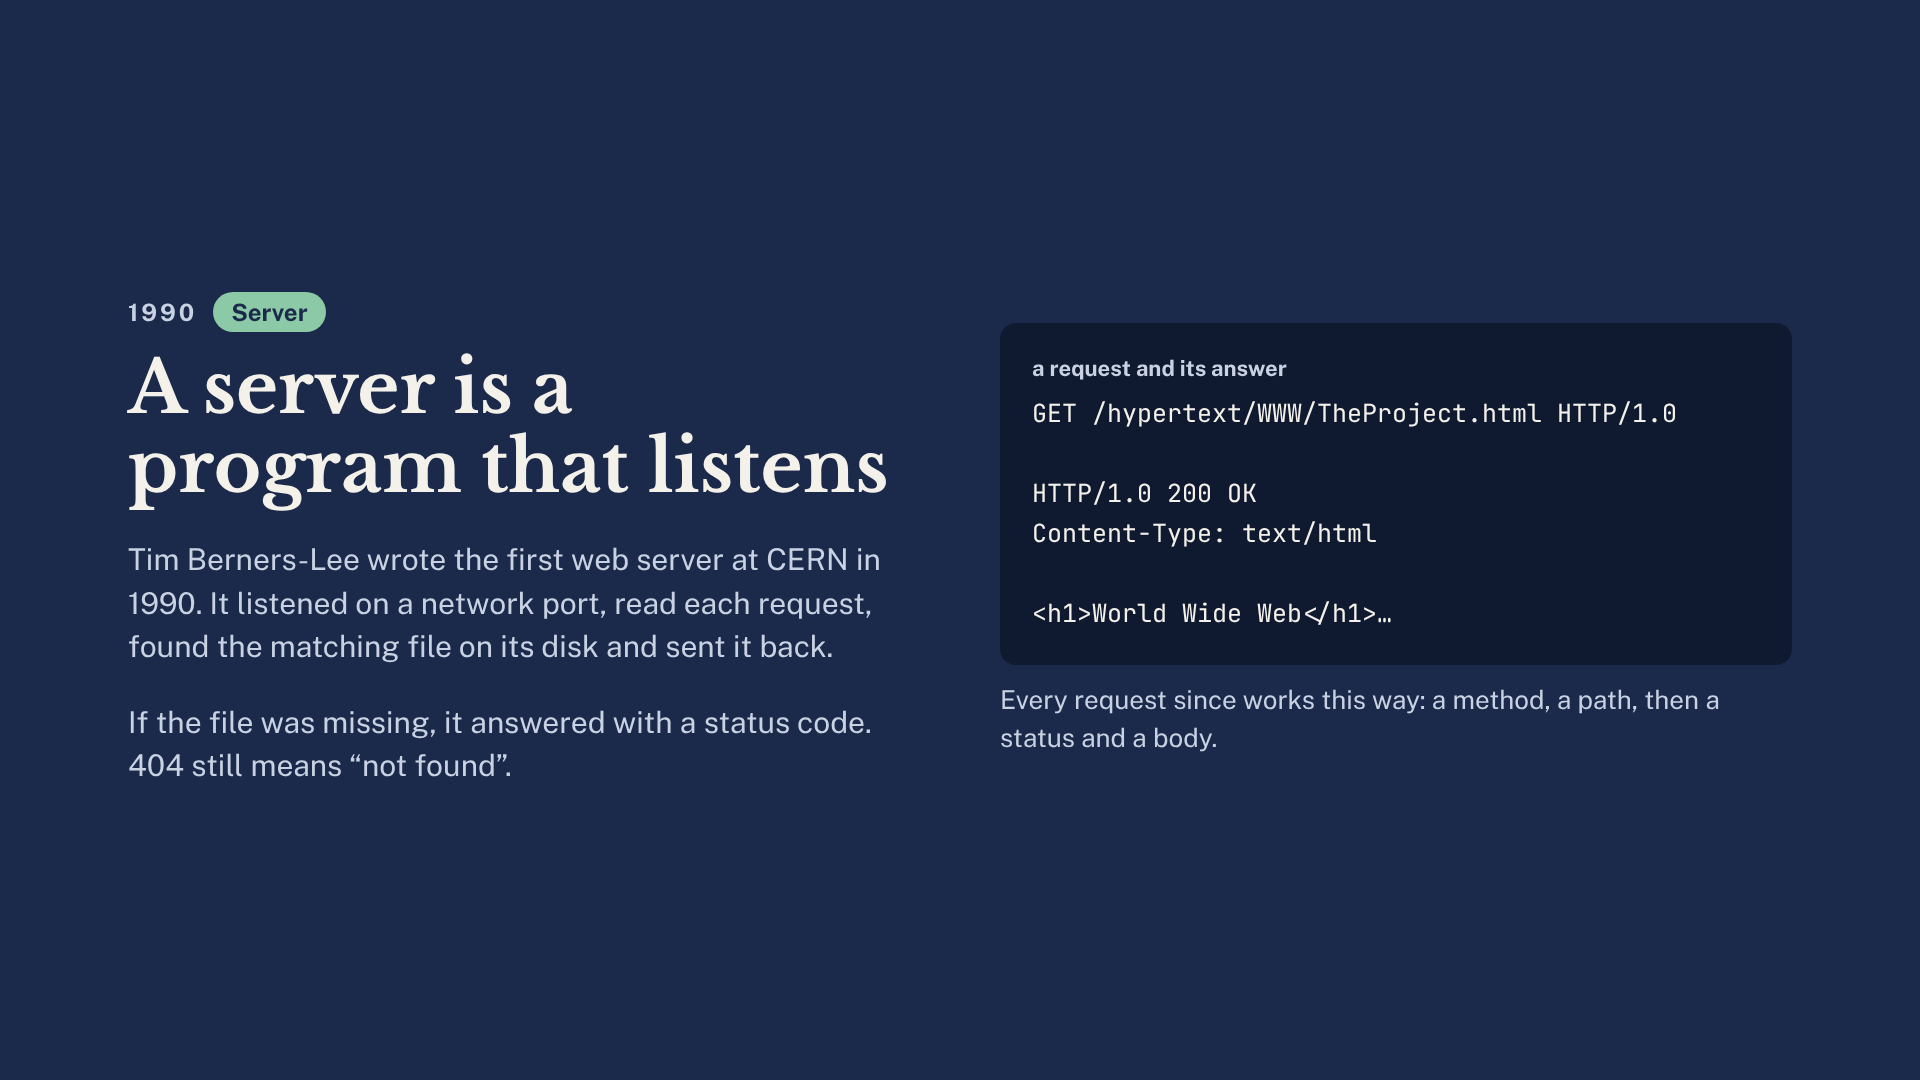 1990 Server
A server is a
program that listens
Tim Berners-Lee wrote the first web server at CERN in
1990. It listened on a network port, read each request,
found the matching file on its disk and sent it back.
If the file was missing, it answered with a status code.
404 still means “not found”.
a request and its answer
GET /hypertext/WWW/TheProject.html HTTP/1.0
HTTP/1.0 200 OK
Content-Type: text/html
<h1>World Wide Web</h1>…
Every request since works this way: a method, a path, then a
status and a body.